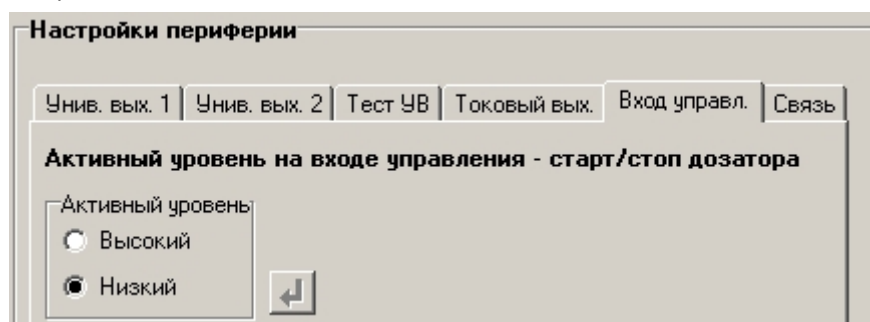 Настройки периферии
Унив. вых. 1 Унив. вых. 2 Тест УВ Токовый вых. Вход управл. Связь
Активный уровень на входе управления - старт/стоп дозатора
Активный уровень
Высокий
Низкий